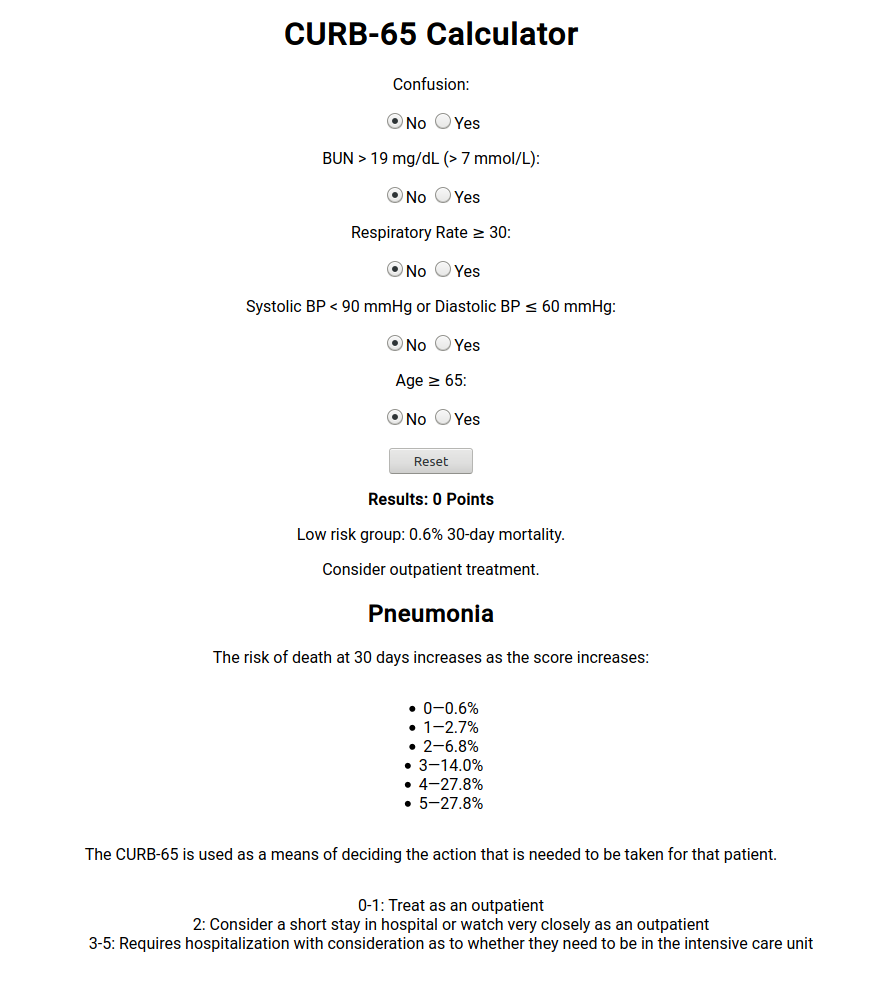 CURB-65 Calculator
Confusion:
No Yes
BUN > 19 mg/dL (> 7 mmol/L):
No Yes
Respiratory Rate ≥ 30:
No Yes
Systolic BP < 90 mmHg or Diastolic BP ≤ 60 mmHg:
No Yes
Age ≥ 65:
No Yes
Reset
Results: 0 Points
Low risk group: 0.6% 30-day mortality.
Consider outpatient treatment.
Pneumonia
The risk of death at 30 days increases as the score increases:
• 0—0.6%
• 1—2.7%
• 2—6.8%
• 3—14.0%
• 4—27.8%
• 5—27.8%
The CURB-65 is used as a means of deciding the action that is needed to be taken for that patient.
0-1: Treat as an outpatient
2: Consider a short stay in hospital or watch very closely as an outpatient
3-5: Requires hospitalization with consideration as to whether they need to be in the intensive care unit